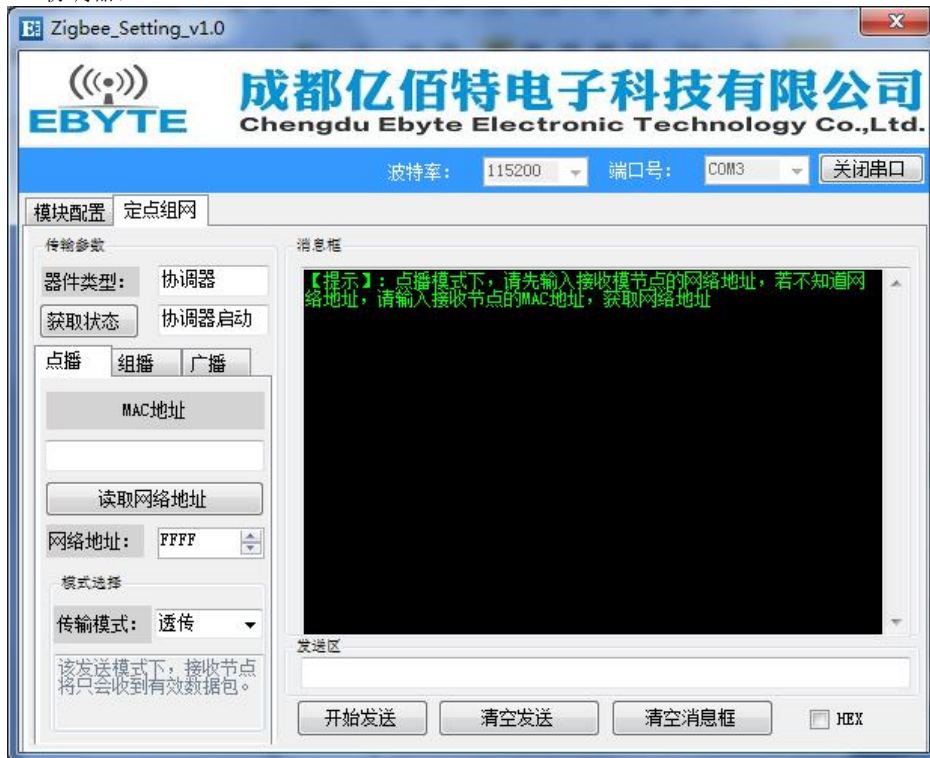 Zigbee_Setting_v1.0
EBYTE
成都亿佰特电子科技有限公司
Chengdu Ebyte Electronic Technology Co.,Ltd.
波特率： 115200 端口号： COM3 关闭串口
模块配置 定点组网
传输参数
器件类型： 协调器
获取状态 协调器启动
点播 组播 广播
MAC地址
读取网络地址
网络地址： FFFF
模式选择
传输模式： 透传
该发送模式下，接收节点
将只会收到有效数据包。
消息框
【提示】：点播模式下，请先输入接收模节点的网络地址，若不知道网
络地址，请输入接收节点的MAC地址，获取网络地址
发送区
开始发送 清空发送 清空消息框 HEX